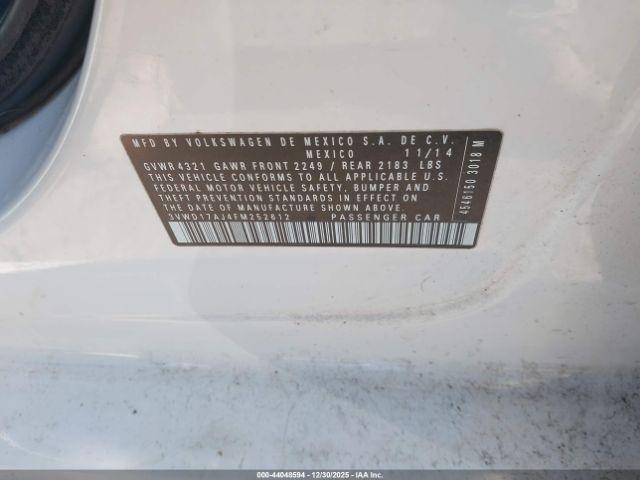 MFD BY VOLKSWAGEN DE MEXICO S.A. DE C.V.
MEXICO 11/14
GVWR 4321 GAWR FRONT 2249 / REAR 2183 LBS
THIS VEHICLE CONFORMS TO ALL APPLICABLE U.S.
FEDERAL MOTOR VEHICLE SAFETY, BUMPER AND
THEFT PREVENTION STANDARDS IN EFFECT ON
THE DATE OF MANUFACTURE SHOWN ABOVE.
3VWD17AJ4FM252812 PASSENGER CAR
4546150 3018 M
000-44048594 - 12/30/2025 - IAAI.COM